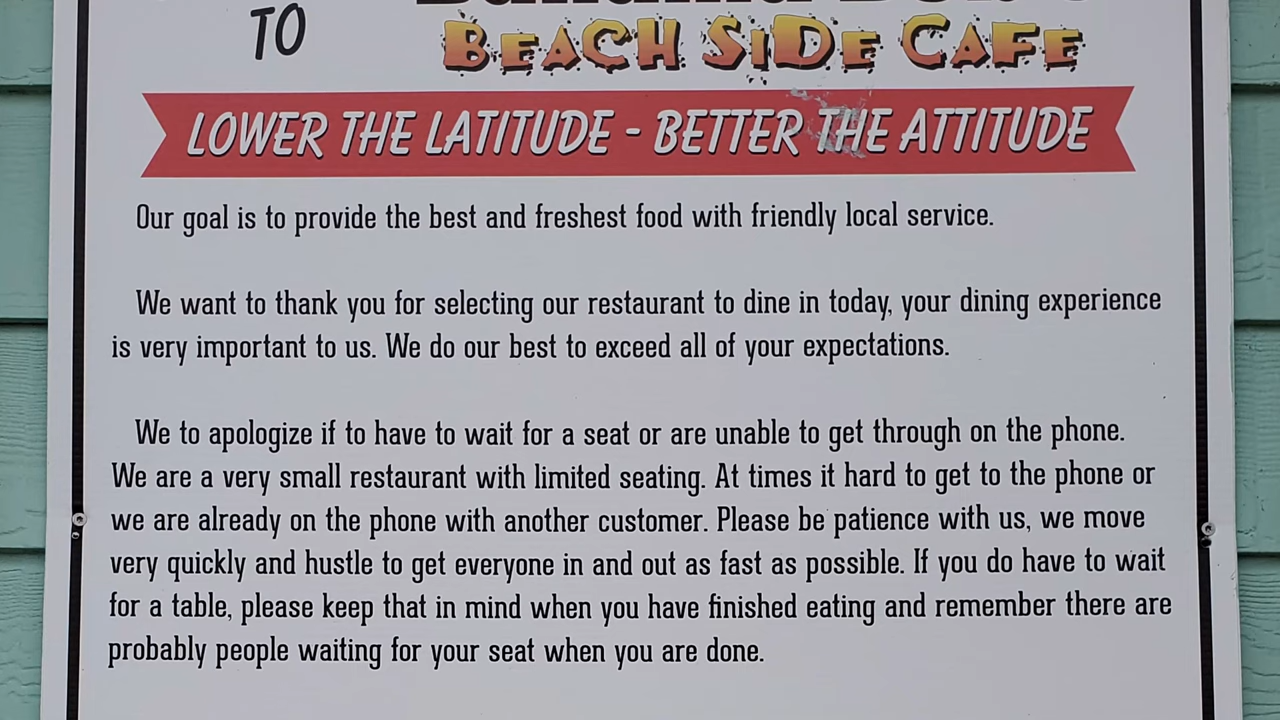 TO
BEACH SIDE CAFE
LOWER THE LATITUDE - BETTER THE ATTITUDE
Our goal is to provide the best and freshest food with friendly local service.
We want to thank you for selecting our restaurant to dine in today, your dining experience
is very important to us. We do our best to exceed all of your expectations.
We to apologize if to have to wait for a seat or are unable to get through on the phone.
We are a very small restaurant with limited seating. At times it hard to get to the phone or
we are already on the phone with another customer. Please be patience with us, we move
very quickly and hustle to get everyone in and out as fast as possible. If you do have to wait
for a table, please keep that in mind when you have finished eating and remember there are
probably people waiting for your seat when you are done.